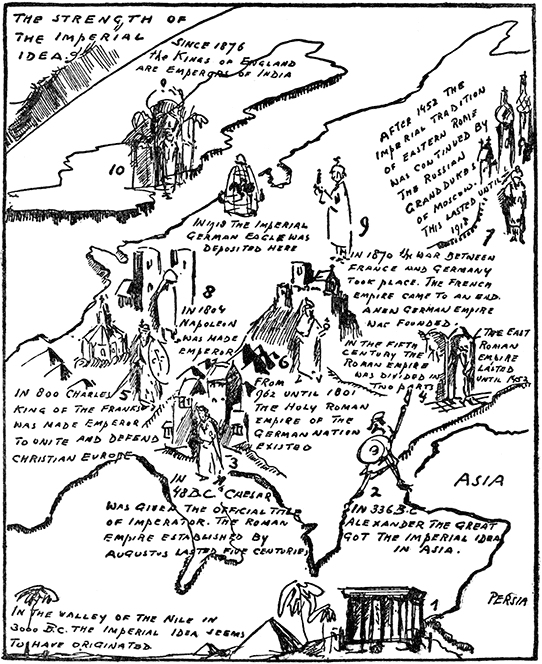 THE STRENGTH OF
THE IMPERIAL
IDEA
SINCE 1876
the KINGS OF ENGLAND
ARE EMPERORS OF INDIA
10
AFTER 1453 THE
IMPERIAL TRADITION
OF EASTERN ROME
WAS CONTINUED BY
THE RUSSIAN
GRANDDUKES
OF MOSCOW.
THIS LASTED UNTIL
1918
7
IN 1918 THE IMPERIAL
GERMAN EAGLE WAS
DEPOSITED HERE
9
IN 1870 the WAR BETWEEN
FRANCE AND GERMANY
TOOK PLACE. THE FRENCH
EMPIRE CAME TO AN END.
A NEW GERMAN EMPIRE
WAS FOUNDED.
8
IN 1804
NAPOLEON
WAS MADE
EMPEROR
IN THE FIFTH
CENTURY THE
ROMAN EMPIRE
WAS DIVIDED IN
TWO PARTS
THE EAST
ROMAN
EMPIRE
LASTED
UNTIL 1453
4
6
FROM
962 UNTIL 1801
THE HOLY ROMAN
EMPIRE OF THE
GERMAN NATION
EXISTED
5
IN 800 CHARLES
KING OF THE FRANKS
WAS MADE EMPEROR
TO UNITE AND DEFEND
CHRISTIAN EUROPE
3
IN
48 B.C. CAESAR
WAS GIVEN THE OFFICIAL TITLE
OF IMPERATOR. THE ROMAN
EMPIRE ESTABLISHED BY
AUGUSTUS LASTED FIVE CENTURIES
2
IN 336 B.C
ALEXANDER THE GREAT
GOT THE IMPERIAL IDEA
IN ASIA.
ASIA
PERSIA
1
IN THE VALLEY OF THE NILE IN
3000 B.C. THE IMPERIAL IDEA SEEMS
TO HAVE ORIGINATED